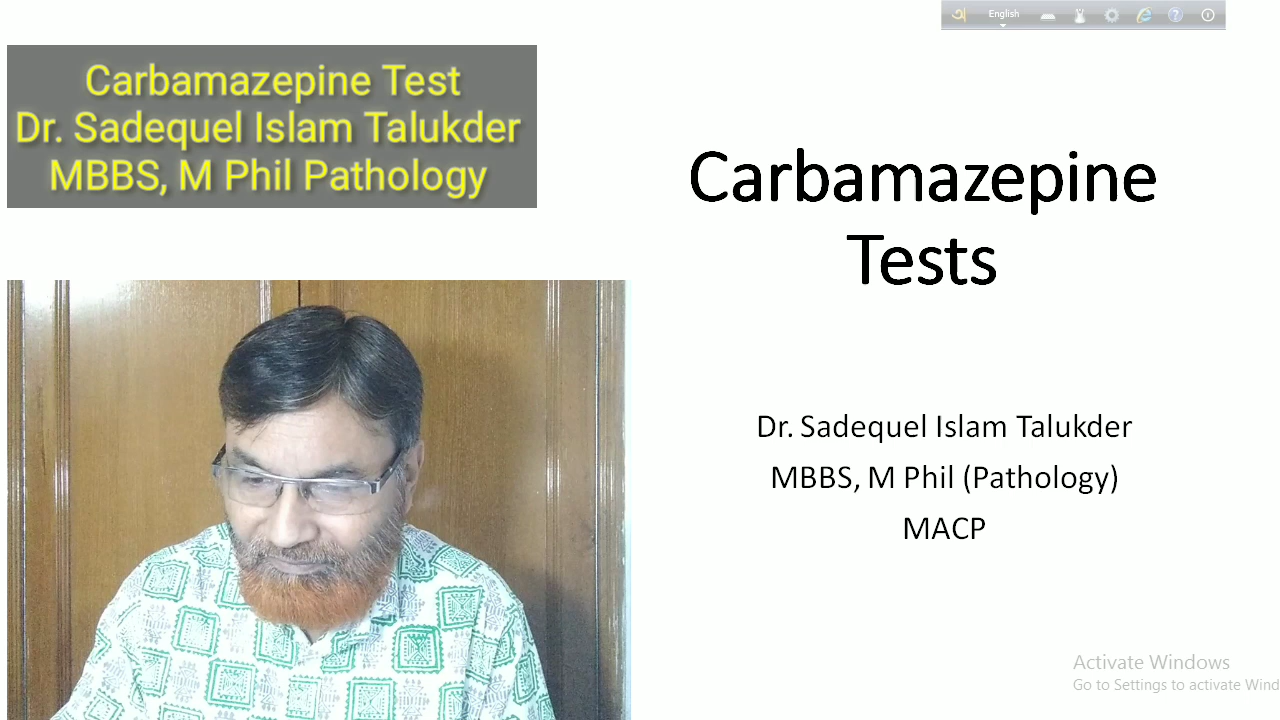 অ English
Carbamazepine Test
Dr. Sadequel Islam Talukder
MBBS, M Phil Pathology
Carbamazepine
Tests
Dr. Sadequel Islam Talukder
MBBS, M Phil (Pathology)
MACP
Activate Windows
Go to Settings to activate Wind